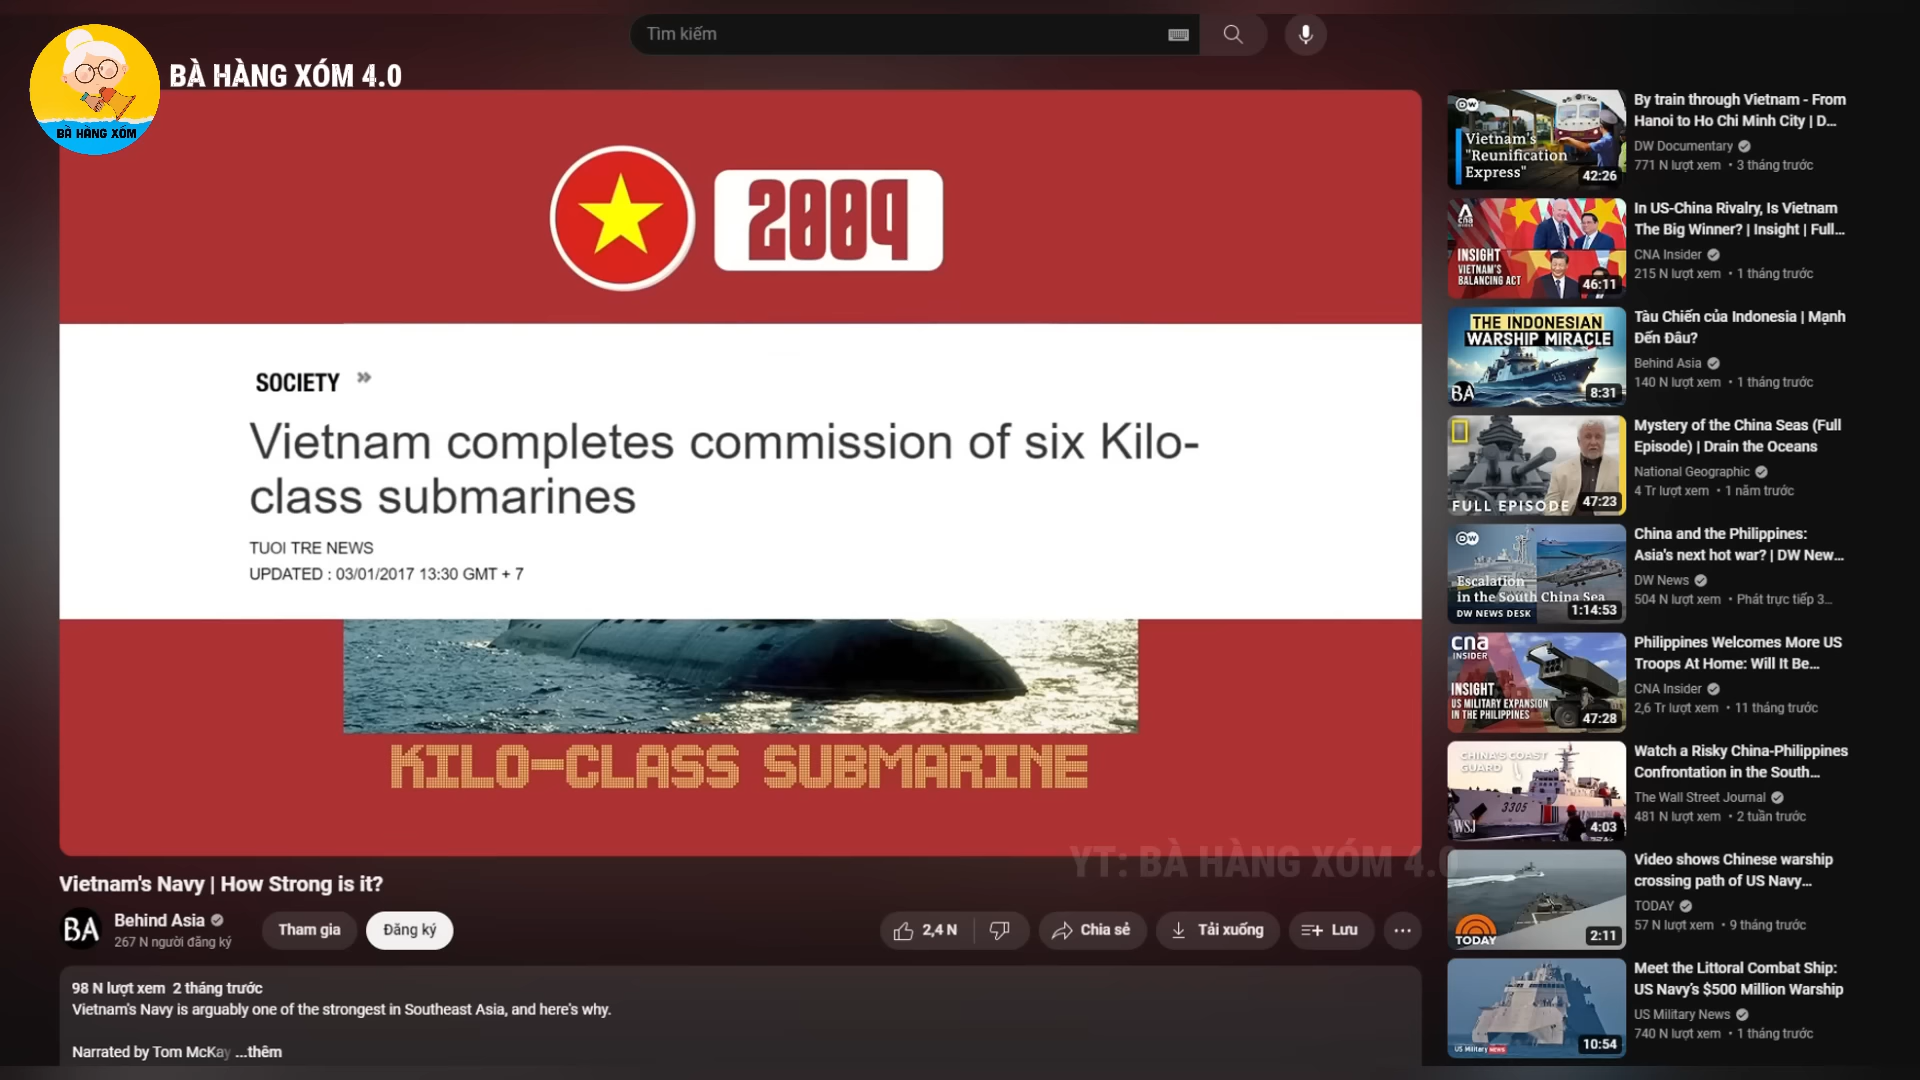 Tìm kiếm
BÀ HÀNG XÓM 4.0
BÀ HÀNG XÓM
2009
SOCIETY »
Vietnam completes commission of six Kilo-
class submarines
TUOI TRE NEWS
UPDATED : 03/01/2017 13:30 GMT + 7
KILO-CLASS SUBMARINE
YT: BÀ HÀNG XÓM 4.0
Vietnam's Navy | How Strong is it?
BA
Behind Asia
267 N người đăng ký
Tham gia
Đăng ký
2,4 N
Chia sẻ
Tải xuống
Lưu
98 N lượt xem 2 tháng trước
Vietnam's Navy is arguably one of the strongest in Southeast Asia, and here's why.
Narrated by Tom McKay ...thêm
DW
Vietnam's
"Reunification
Express"
42:26
By train through Vietnam - From
Hanoi to Ho Chi Minh City | D...
DW Documentary
771 N lượt xem • 3 tháng trước
cna
INSIGHT
VIETNAM'S
BALANCING ACT
46:11
In US-China Rivalry, Is Vietnam
The Big Winner? | Insight | Full...
CNA Insider
215 N lượt xem • 1 tháng trước
THE INDONESIAN
WARSHIP MIRACLE
BA
8:31
Tàu Chiến của Indonesia | Mạnh
Đến Đâu?
Behind Asia
140 N lượt xem • 1 tháng trước
FULL EPISODE
47:23
Mystery of the China Seas (Full
Episode) | Drain the Oceans
National Geographic
4 Tr lượt xem • 1 năm trước
DW
Escalation
in the South China Sea
DW NEWS DESK
1:14:53
China and the Philippines:
Asia's next hot war? | DW New...
DW News
504 N lượt xem • Phát trực tiếp 3...
cna
INSIDER
INSIGHT
US MILITARY EXPANSION
IN THE PHILIPPINES
47:28
Philippines Welcomes More US
Troops At Home: Will It Be...
CNA Insider
2,6 Tr lượt xem • 11 tháng trước
CHINA'S COAST
GUARD
3305
WSJ
4:03
Watch a Risky China-Philippines
Confrontation in the South...
The Wall Street Journal
481 N lượt xem • 2 tuần trước
TODAY
2:11
Video shows Chinese warship
crossing path of US Navy...
TODAY
57 N lượt xem • 9 tháng trước
US Military NEWS
10:54
Meet the Littoral Combat Ship:
US Navy's $500 Million Warship
US Military News
740 N lượt xem • 1 tháng trước